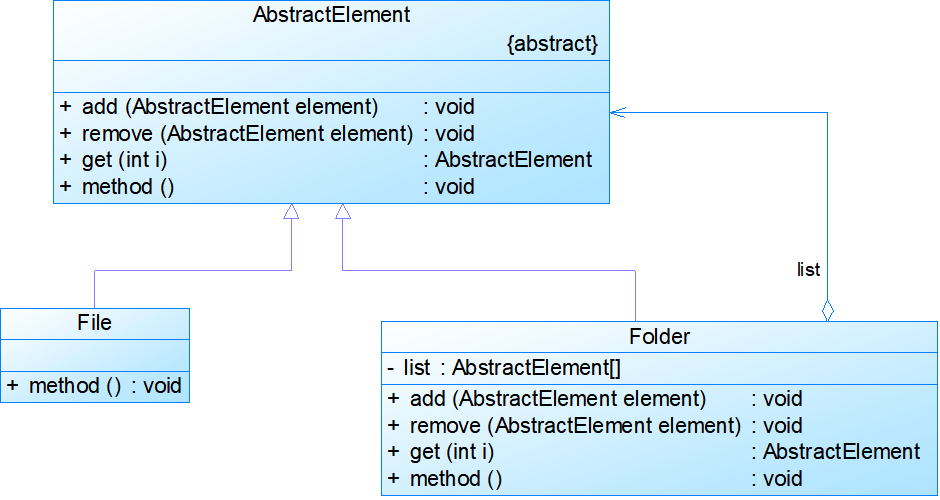 AbstractElement
{abstract}
+ add (AbstractElement element) : void
+ remove (AbstractElement element) : void
+ get (int i) : AbstractElement
+ method () : void
list
File
+ method () : void
Folder
- list : AbstractElement[]
+ add (AbstractElement element) : void
+ remove (AbstractElement element) : void
+ get (int i) : AbstractElement
+ method () : void